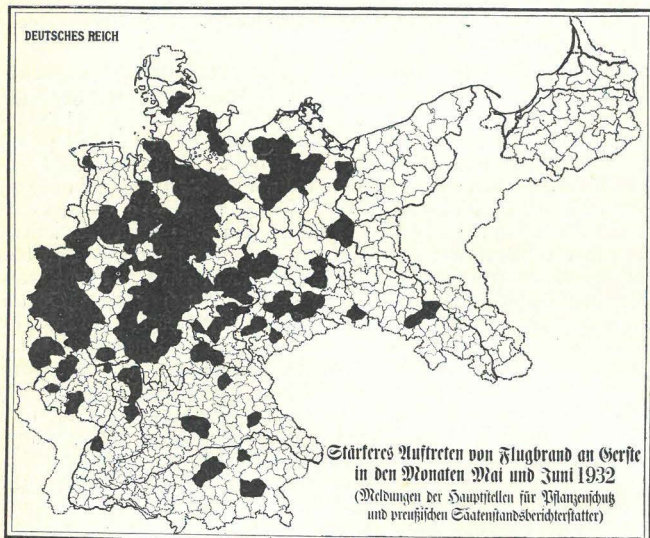 DEUTSCHES REICH
Stärkeres Auftreten von Flugbrand an Gerste
in den Monaten Mai und Juni 1932
(Meldungen der Hauptstellen für Pflanzenschutz
und preußischen Saatenstandsberichterstatter)